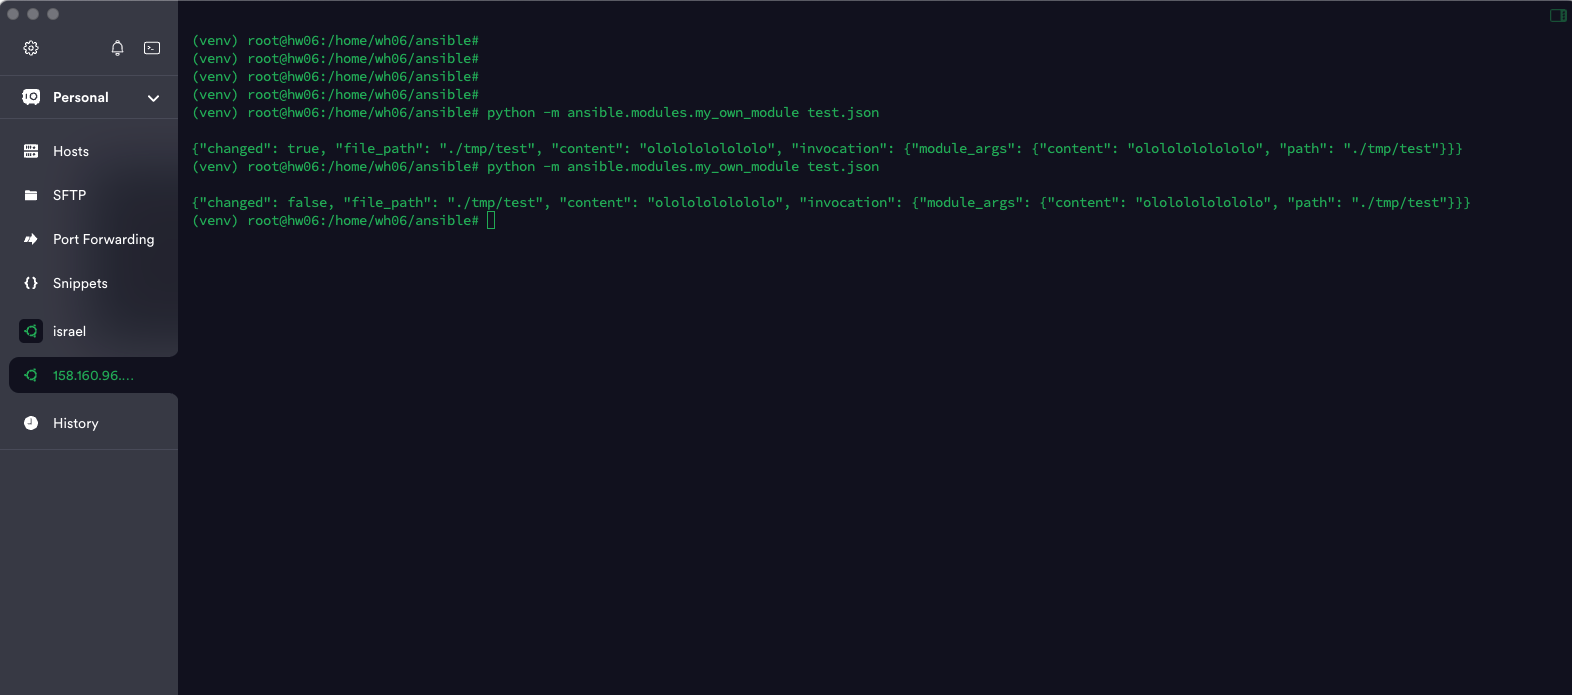 Personal
Hosts
SFTP
Port Forwarding
Snippets
israel
158.160.96....
History
(venv) root@hw06:/home/wh06/ansible#
(venv) root@hw06:/home/wh06/ansible#
(venv) root@hw06:/home/wh06/ansible#
(venv) root@hw06:/home/wh06/ansible#
(venv) root@hw06:/home/wh06/ansible# python -m ansible.modules.my_own_module test.json
{"changed": true, "file_path": "./tmp/test", "content": "olololololololo", "invocation": {"module_args": {"content": "olololololololo", "path": "./tmp/test"}}}
(venv) root@hw06:/home/wh06/ansible# python -m ansible.modules.my_own_module test.json
{"changed": false, "file_path": "./tmp/test", "content": "olololololololo", "invocation": {"module_args": {"content": "olololololololo", "path": "./tmp/test"}}}
(venv) root@hw06:/home/wh06/ansible#